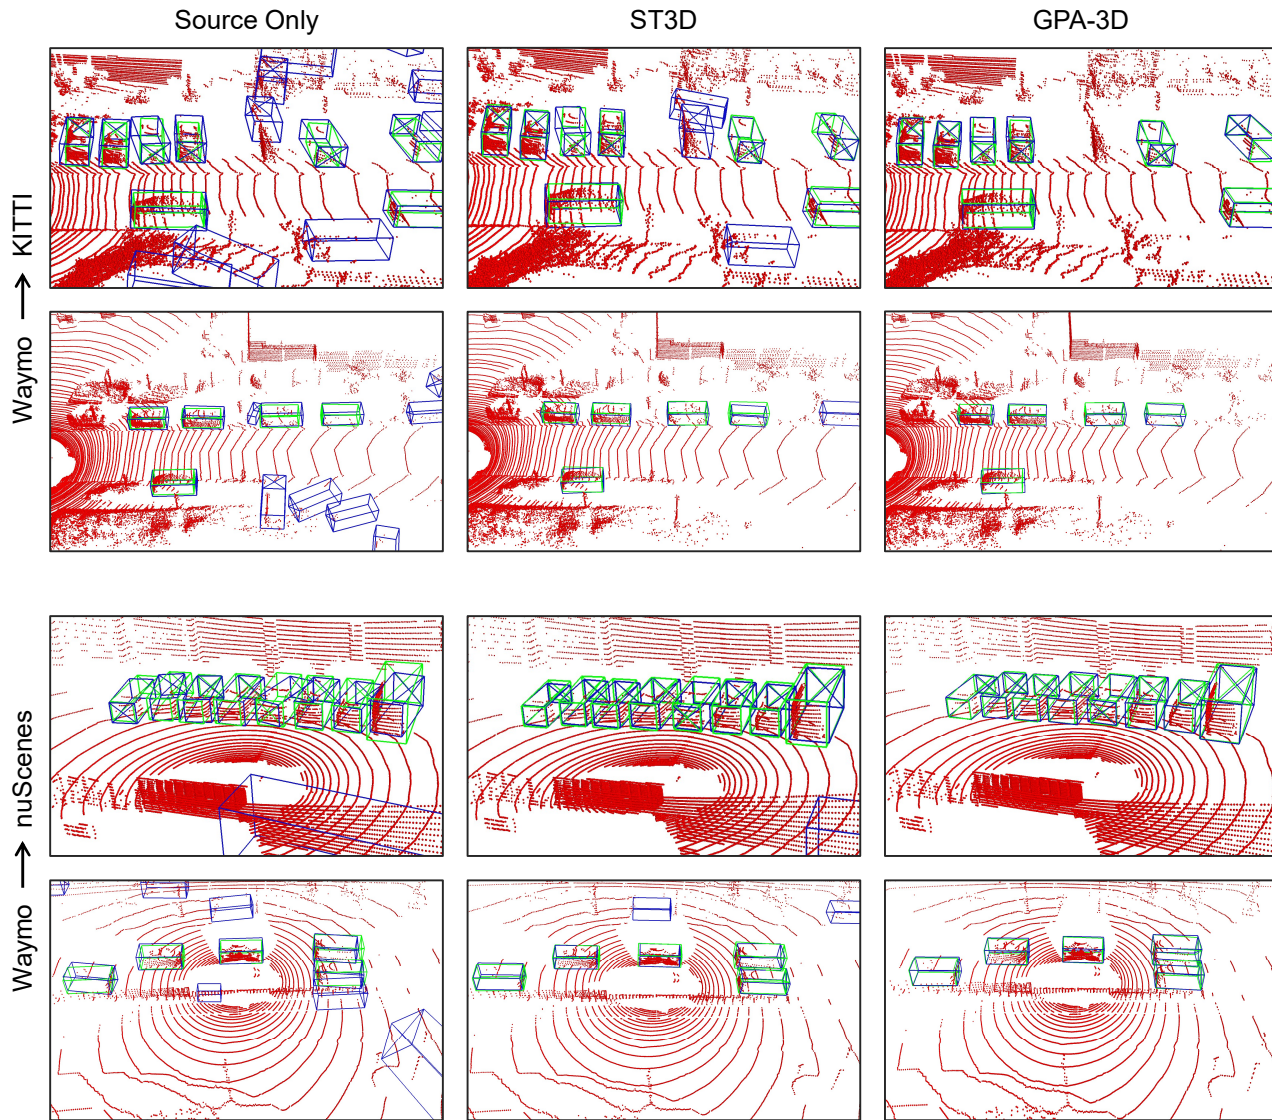 Source Only
ST3D
GPA-3D
Waymo → KITTI
Waymo → nuScenes